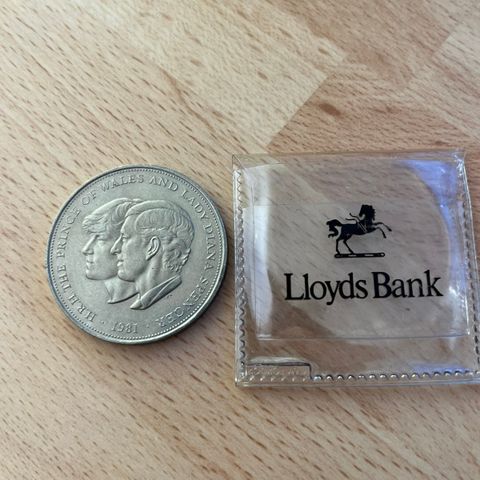 H.R.H. THE PRINCE OF WALES AND LADY DIANA SPENCER
· 1981 ·
Lloyds Bank